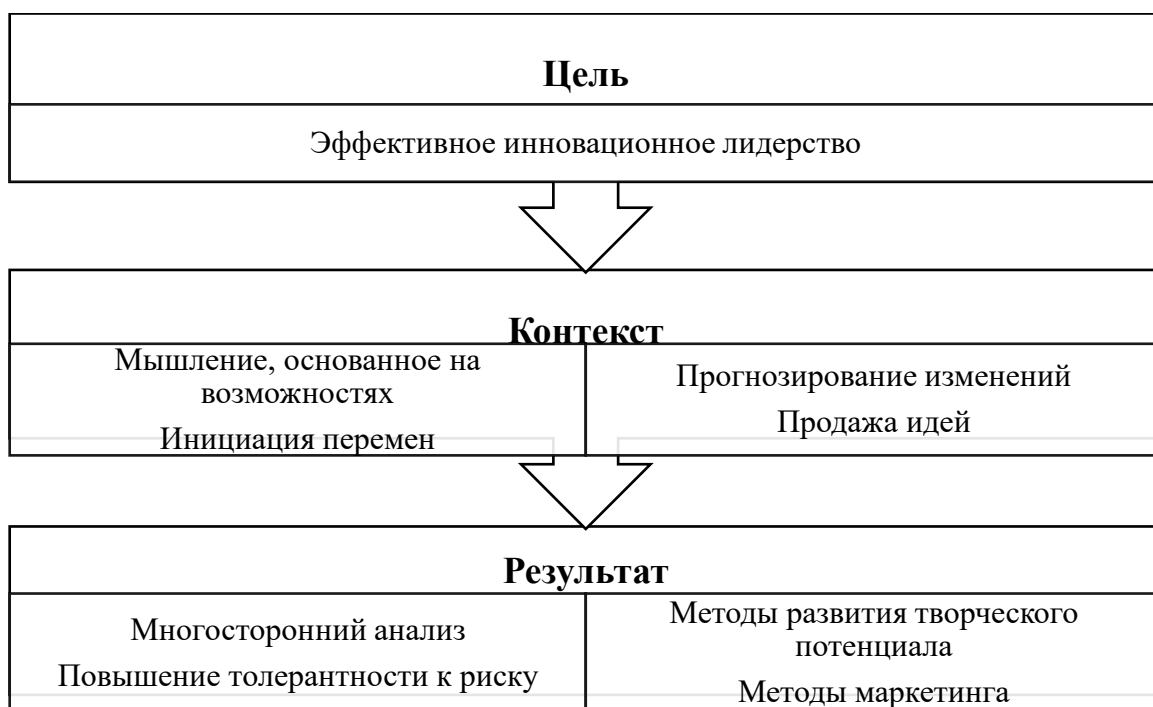 Цель
Эффективное инновационное лидерство
Контекст
Мышление, основанное на
возможностях
Инициация перемен
Прогнозирование изменений
Продажа идей
Результат
Многосторонний анализ
Повышение толерантности к риску
Методы развития творческого
потенциала
Методы маркетинга